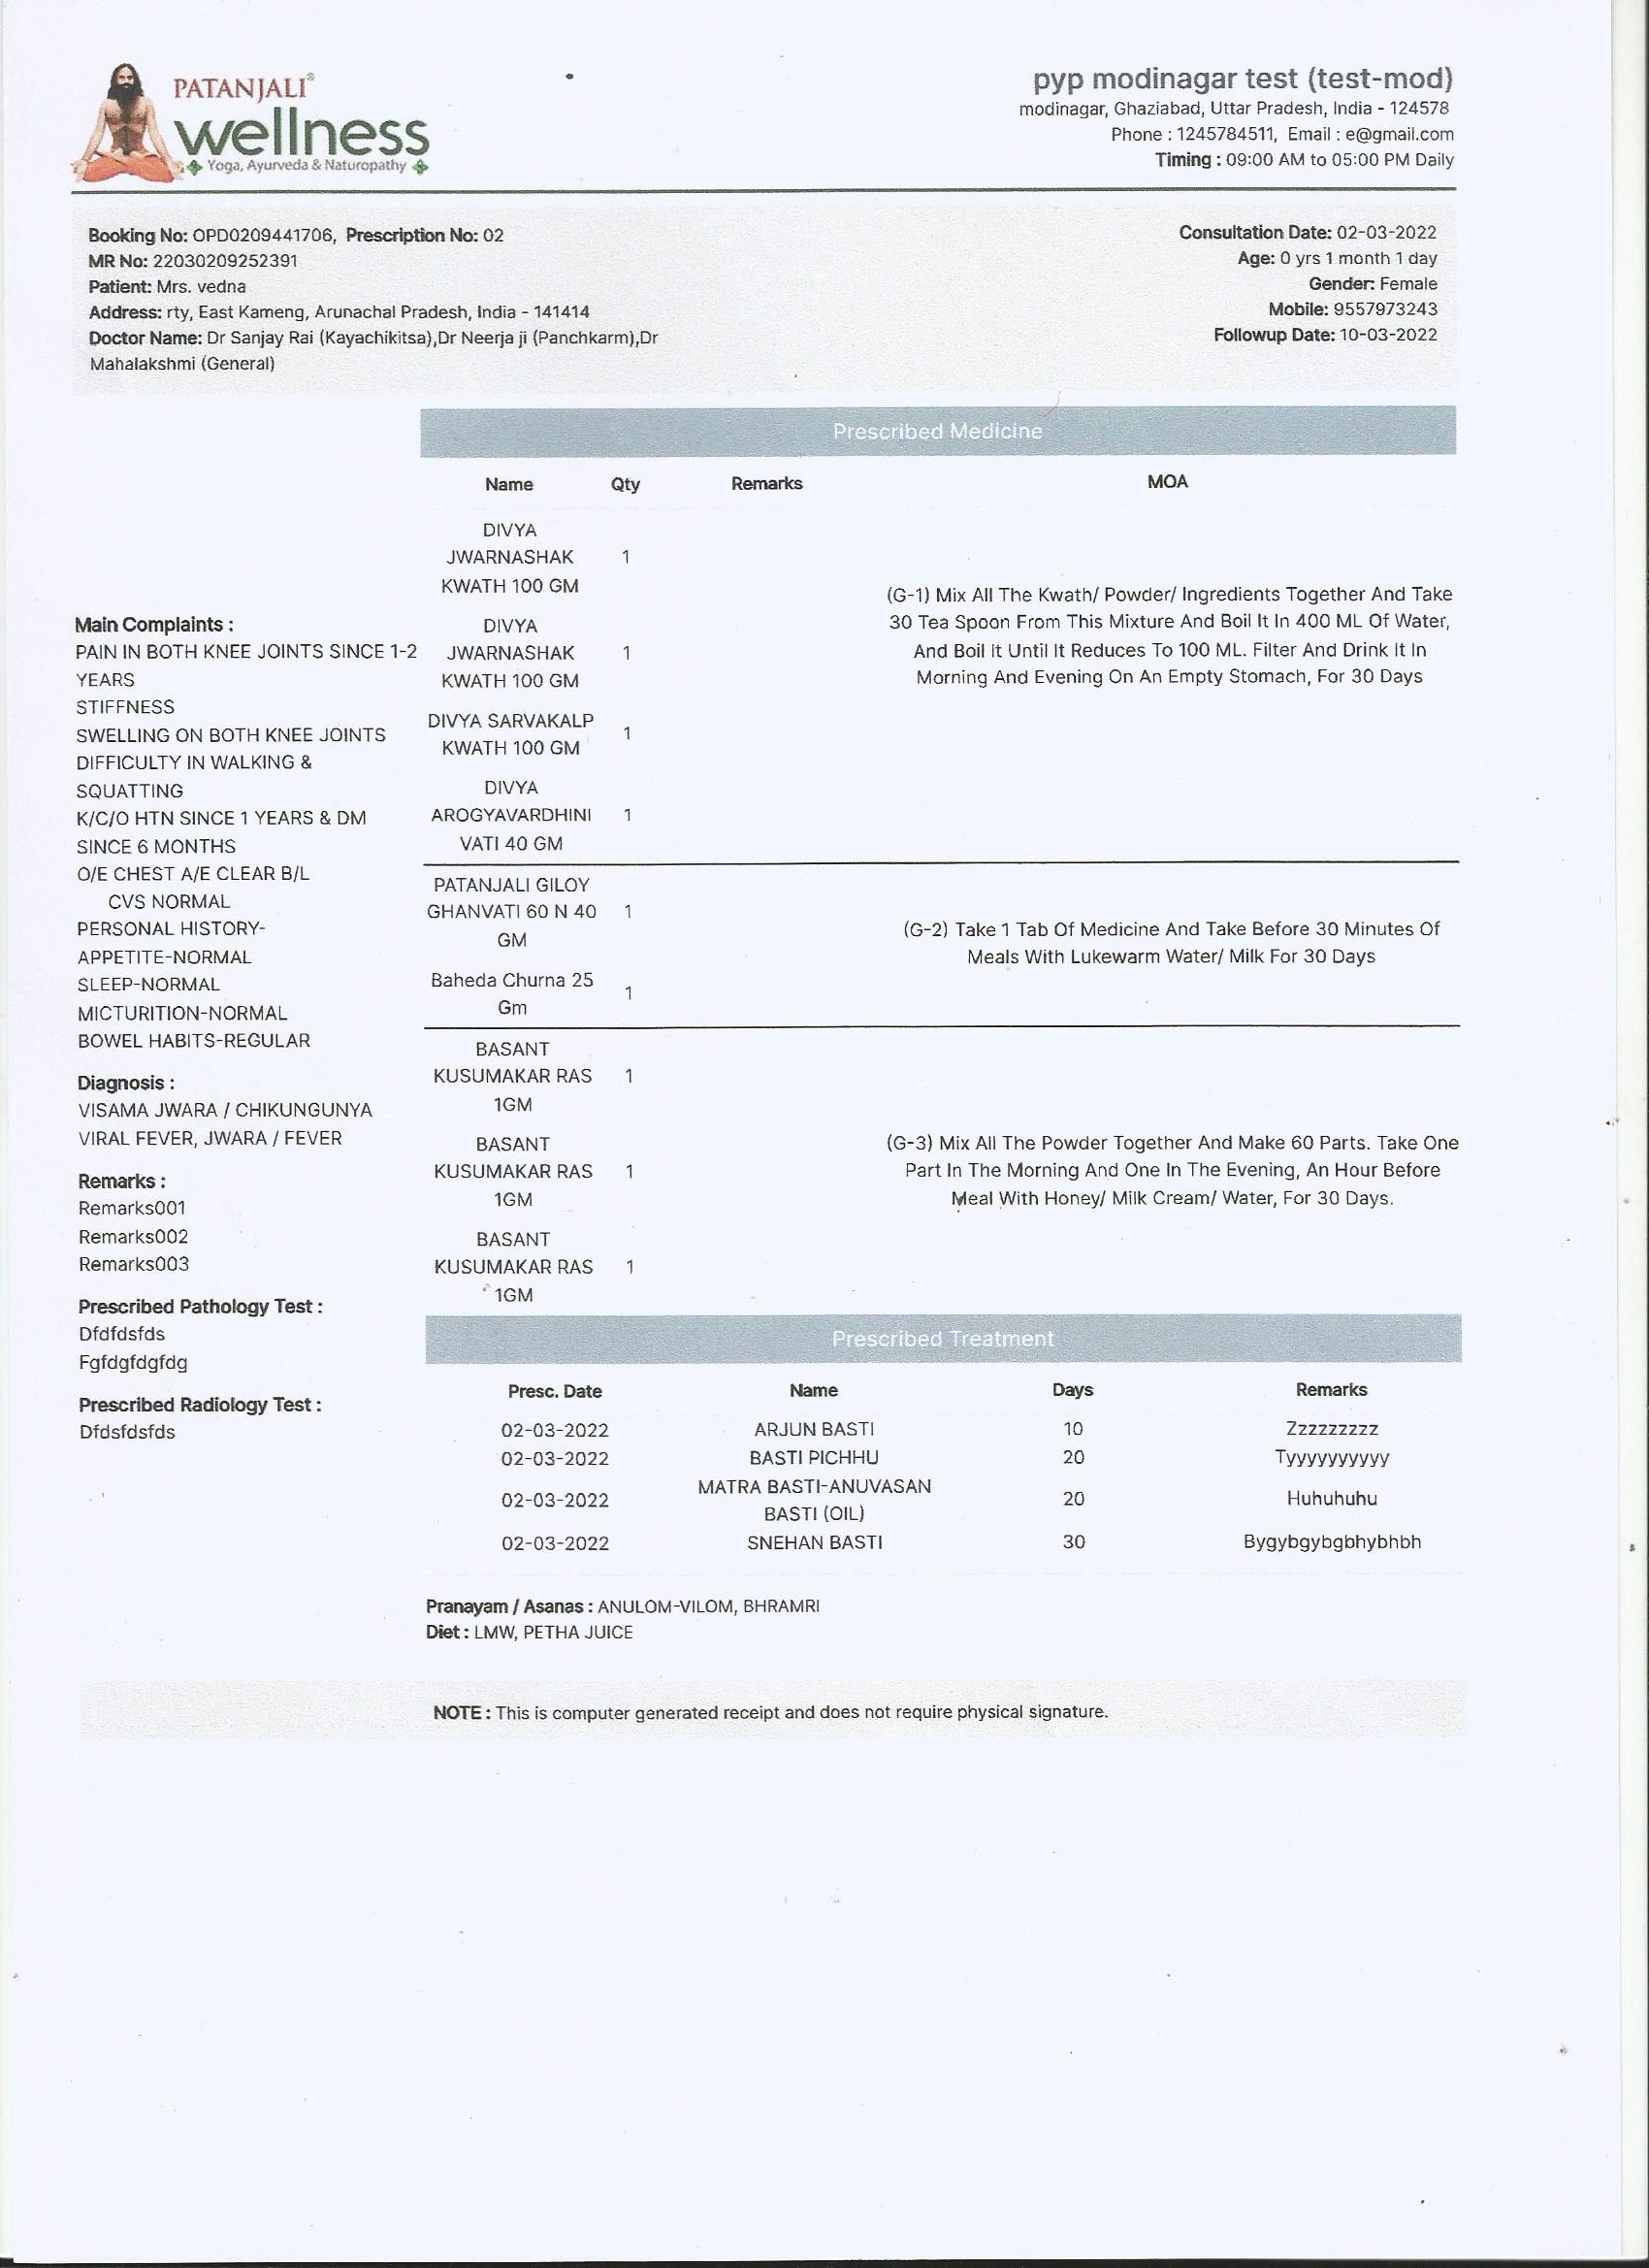 PATANJALI®
wellness
Yoga, Ayurveda & Naturopathy
pyp modinagar test (test-mod)
modinagar, Ghaziabad, Uttar Pradesh, India - 124578
Phone : 1245784511, Email : e@gmail.com
Timing : 09:00 AM to 05:00 PM Daily
Booking No: OPD0209441706, Prescription No: 02
MR No: 22030209252391
Patient: Mrs. vedna
Address: rty, East Kameng, Arunachal Pradesh, India - 141414
Doctor Name: Dr Sanjay Rai (Kayachikitsa),Dr Neerja ji (Panchkarm),Dr
Mahalakshmi (General)
Consultation Date: 02-03-2022
Age: 0 yrs 1 month 1 day
Gender: Female
Mobile: 9557973243
Followup Date: 10-03-2022
Main Complaints :
PAIN IN BOTH KNEE JOINTS SINCE 1-2
YEARS
STIFFNESS
SWELLING ON BOTH KNEE JOINTS
DIFFICULTY IN WALKING &
SQUATTING
K/C/O HTN SINCE 1 YEARS & DM
SINCE 6 MONTHS
O/E CHEST A/E CLEAR B/L
CVS NORMAL
PERSONAL HISTORY-
APPETITE-NORMAL
SLEEP-NORMAL
MICTURITION-NORMAL
BOWEL HABITS-REGULAR
Diagnosis :
VISAMA JWARA / CHIKUNGUNYA
VIRAL FEVER, JWARA / FEVER
Remarks :
Remarks001
Remarks002
Remarks003
Prescribed Pathology Test :
Dfdfdsfds
Fgfdgfdgfdg
Prescribed Radiology Test :
Dfdsfdsfds
Prescribed Medicine
Name Qty Remarks MOA
DIVYA
JWARNASHAK 1
KWATH 100 GM
DIVYA
JWARNASHAK 1
KWATH 100 GM
DIVYA SARVAKALP
KWATH 100 GM 1
DIVYA
AROGYAVARDHINI 1
VATI 40 GM
(G-1) Mix All The Kwath/ Powder/ Ingredients Together And Take
30 Tea Spoon From This Mixture And Boil It In 400 ML Of Water,
And Boil It Until It Reduces To 100 ML. Filter And Drink It In
Morning And Evening On An Empty Stomach, For 30 Days
PATANJALI GILOY
GHANVATI 60 N 40 1
GM
Baheda Churna 25
Gm 1
(G-2) Take 1 Tab Of Medicine And Take Before 30 Minutes Of
Meals With Lukewarm Water/ Milk For 30 Days
BASANT
KUSUMAKAR RAS 1
1GM
BASANT
KUSUMAKAR RAS 1
1GM
BASANT
KUSUMAKAR RAS 1
1GM
(G-3) Mix All The Powder Together And Make 60 Parts. Take One
Part In The Morning And One In The Evening, An Hour Before
Meal With Honey/ Milk Cream/ Water, For 30 Days.
Prescribed Treatment
Presc. Date Name Days Remarks
02-03-2022 ARJUN BASTI 10 Zzzzzzzzz
02-03-2022 BASTI PICHHU 20 Tyyyyyyyyyy
02-03-2022 MATRA BASTI-ANUVASAN 20 Huhuhuhu
BASTI (OIL)
02-03-2022 SNEHAN BASTI 30 Bygybgybgbhybhbh
Pranayam / Asanas : ANULOM-VILOM, BHRAMRI
Diet : LMW, PETHA JUICE
NOTE : This is computer generated receipt and does not require physical signature.